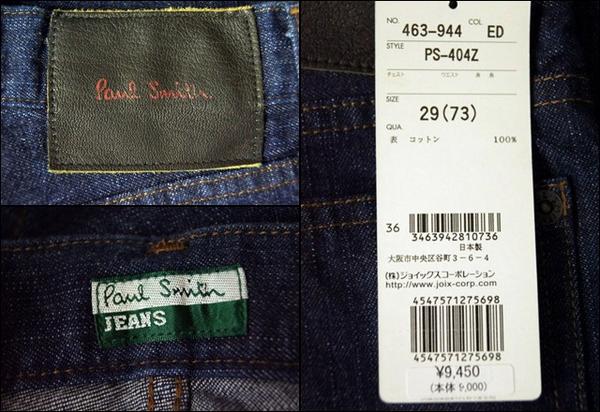 Paul Smith
Paul Smith
JEANS
NO. 463-944 COL. ED
STYLE
PS-404Z
チェスト ウエスト 身長
SIZE
29(73)
QUA.
表 コットン 100%
36
3463942810736
日本製
大阪市中央区谷町3-6-4
(株)ジョイックスコーポレーション
http://www.joix-corp.com/
4547571275698
4547571275698
¥9,450
(本体 9,000)